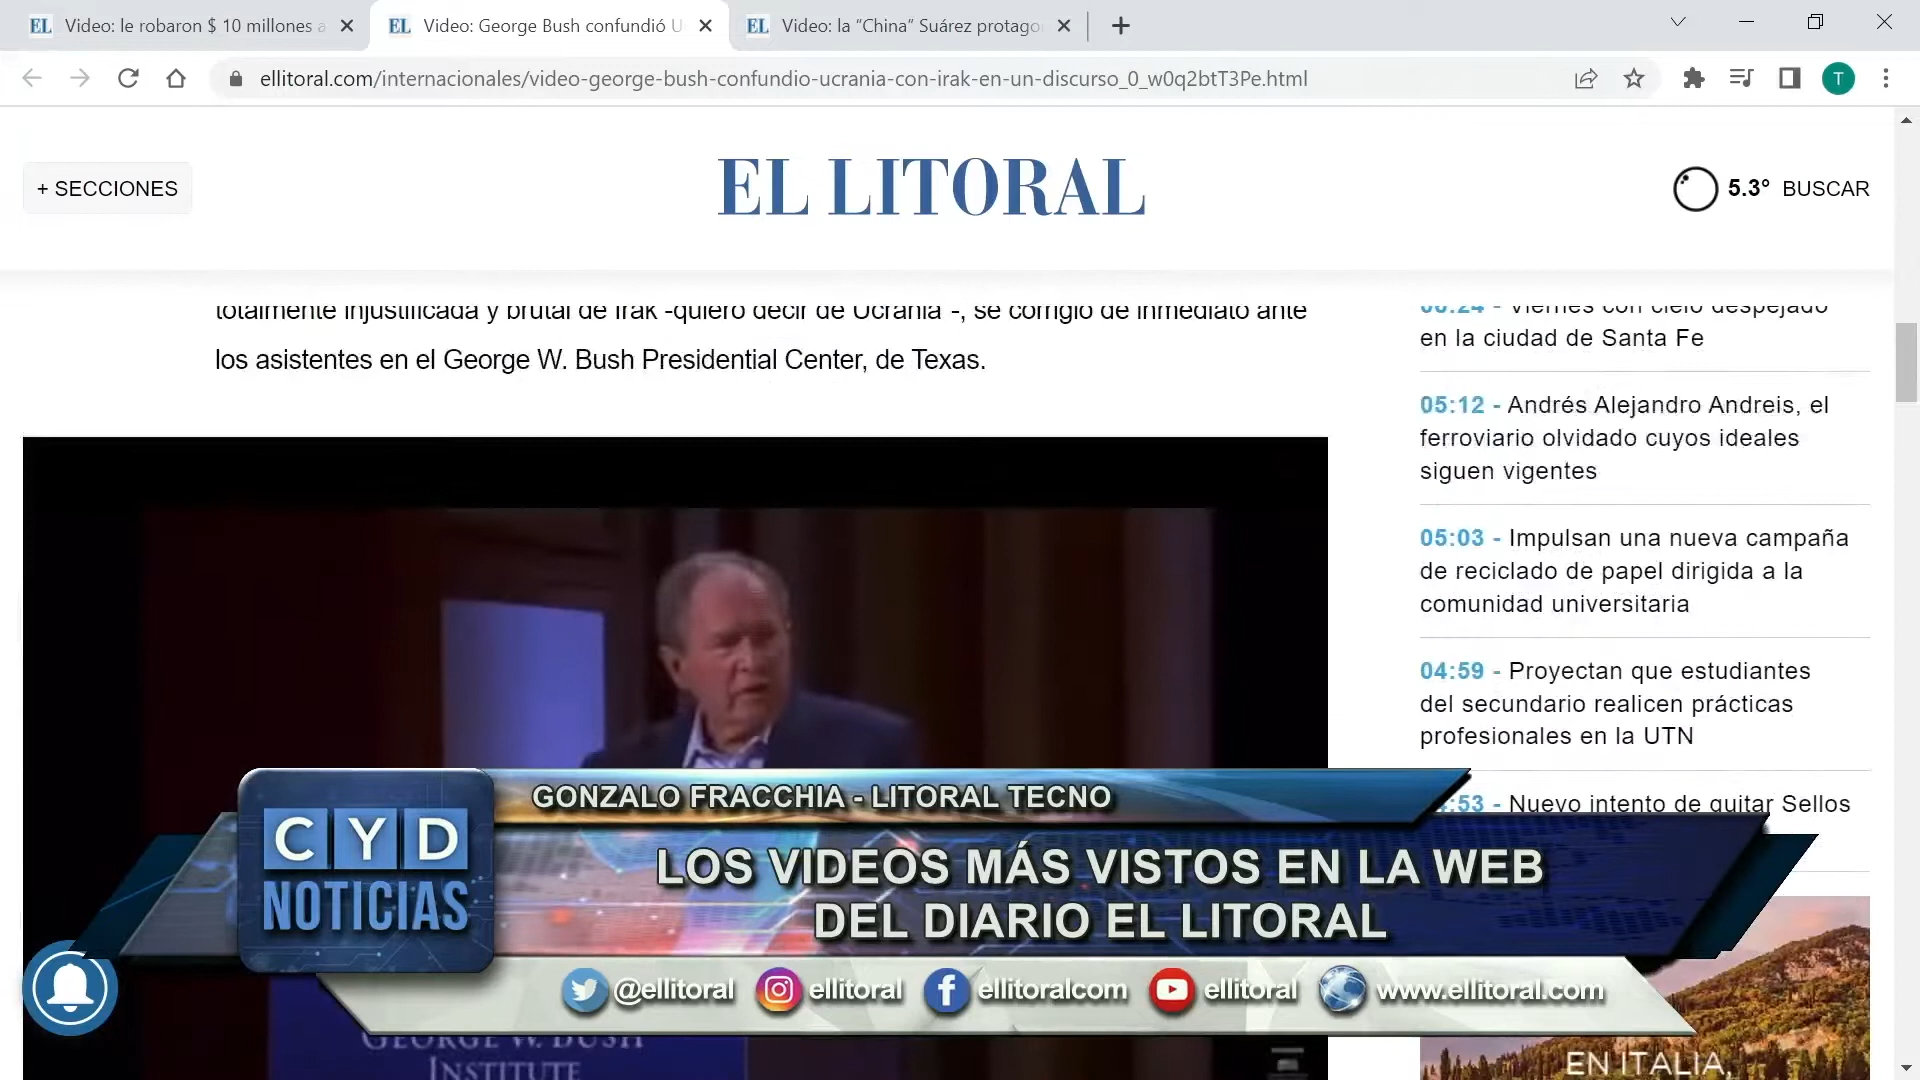 EL Video: le robaron $ 10 millones a
EL Video: George Bush confundió U
EL Video: la “China” Suárez protago
ellitoral.com/internacionales/video-george-bush-confundio-ucrania-con-irak-en-un-discurso_0_w0q2btT3Pe.html
T
+ SECCIONES
EL LITORAL
5.3° BUSCAR
totalmente injustificada y brutal de Irak -quiero decir de Ucrania -, se corrigió de inmediato ante
los asistentes en el George W. Bush Presidential Center, de Texas.
06:24 - Viernes con cielo despejado
en la ciudad de Santa Fe
05:12 - Andrés Alejandro Andreis, el
ferroviario olvidado cuyos ideales
siguen vigentes
05:03 - Impulsan una nueva campaña
de reciclado de papel dirigida a la
comunidad universitaria
04:59 - Proyectan que estudiantes
del secundario realicen prácticas
profesionales en la UTN
:53 - Nuevo intento de quitar Sellos
GONZALO FRACCHIA - LITORAL TECNO
CYD
NOTICIAS
LOS VIDEOS MÁS VISTOS EN LA WEB
DEL DIARIO EL LITORAL
@ellitoral ellitoral ellitoralcom ellitoral www.ellitoral.com
GEORGE W. BUSH
INSTITUTE
EN ITALIA,